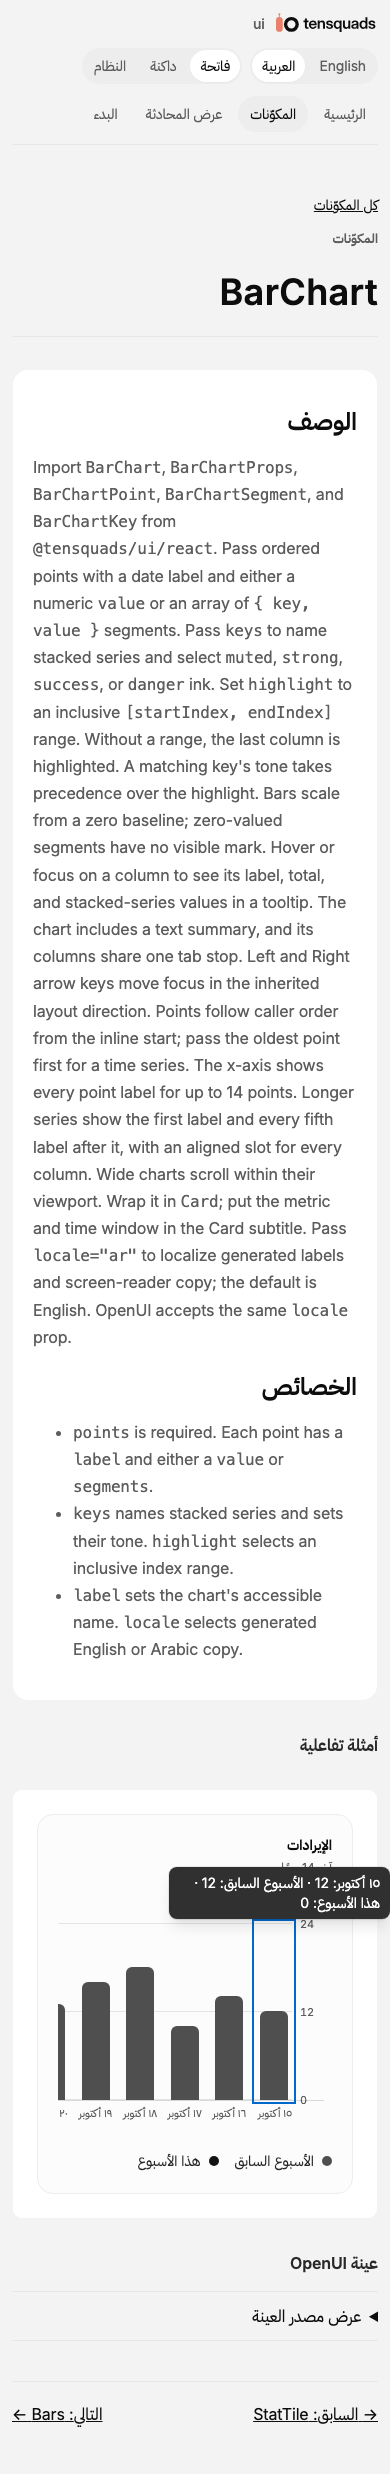 tensquads ui
English العربية فاتحة داكنة النظام
الرئيسية المكوّنات عرض المحادثة البدء
كل المكوّنات
المكوّنات
BarChart
الوصف
Import BarChart, BarChartProps,
BarChartPoint, BarChartSegment, and
BarChartKey from
@tensquads/ui/react. Pass ordered
points with a date label and either a
numeric value or an array of { key,
value } segments. Pass keys to name
stacked series and select muted, strong,
success, or danger ink. Set highlight to
an inclusive [startIndex, endIndex]
range. Without a range, the last column is
highlighted. A matching key's tone takes
precedence over the highlight. Bars scale
from a zero baseline; zero-valued
segments have no visible mark. Hover or
focus on a column to see its label, total,
and stacked-series values in a tooltip. The
chart includes a text summary, and its
columns share one tab stop. Left and Right
arrow keys move focus in the inherited
layout direction. Points follow caller order
from the inline start; pass the oldest point
first for a time series. The x-axis shows
every point label for up to 14 points. Longer
series show the first label and every fifth
label after it, with an aligned slot for every
column. Wide charts scroll within their
viewport. Wrap it in Card; put the metric
and time window in the Card subtitle. Pass
locale="ar" to localize generated labels
and screen-reader copy; the default is
English. OpenUI accepts the same locale
prop.
الخصائص
• points is required. Each point has a
label and either a value or
segments.
• keys names stacked series and sets
their tone. highlight selects an
inclusive index range.
• label sets the chart's accessible
name. locale selects generated
English or Arabic copy.
أمثلة تفاعلية
الإيرادات
١٥ أكتوبر: 12 · الأسبوع السابق: 12 ·
هذا الأسبوع: 0
24
12
0
١٥ أكتوبر ١٦ أكتوبر ١٧ أكتوبر ١٨ أكتوبر ١٩ أكتوبر ٢٠
الأسبوع السابق هذا الأسبوع
عينة OpenUI
◀ عرض مصدر العينة
→ السابق: StatTile التالي: Bars ←